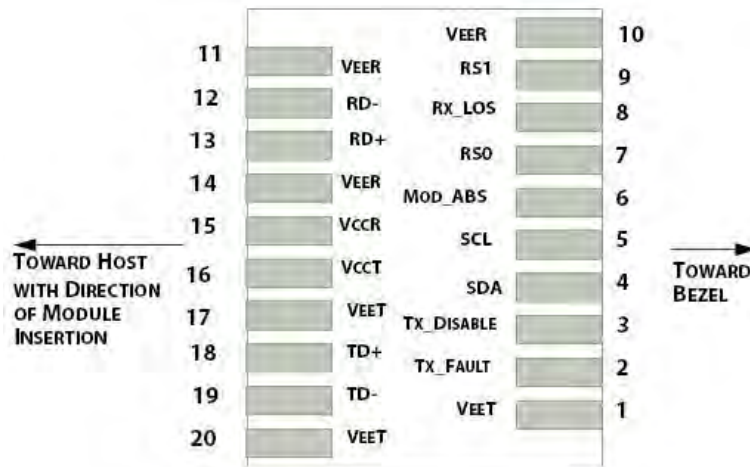 VEER 10
11 VEER
RS1 9
12 RD-
RX_LOS 8
13 RD+
RS0 7
14 VEER
MOD_ABS 6
15 VCCR
SCL 5
TOWARD HOST
WITH DIRECTION
OF MODULE
INSERTION
16 VCCT
SDA 4
TOWARD
BEZEL
17 VEET
TX_DISABLE 3
18 TD+
TX_FAULT 2
19 TD-
VEET 1
20 VEET